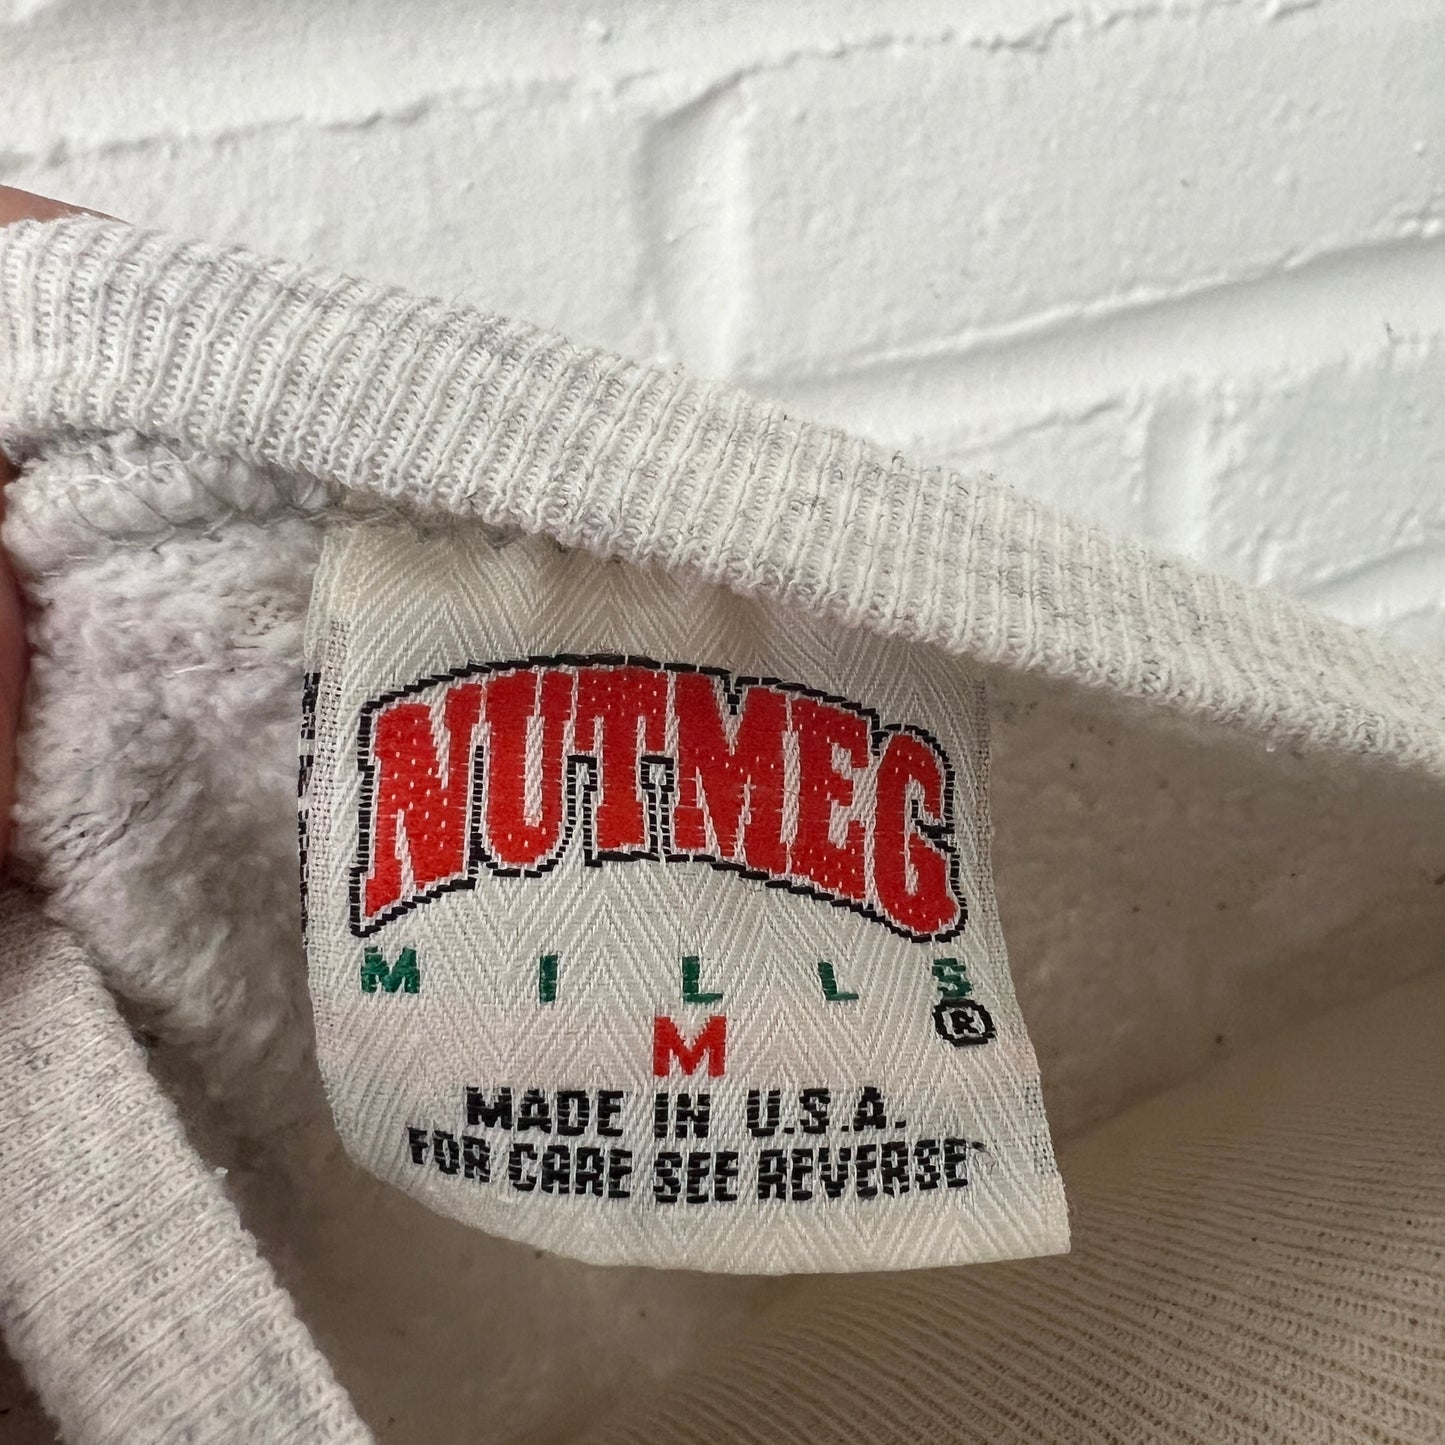 NUTMEG
MILLS®
M
MADE IN U.S.A.
FOR CARE SEE REVERSE